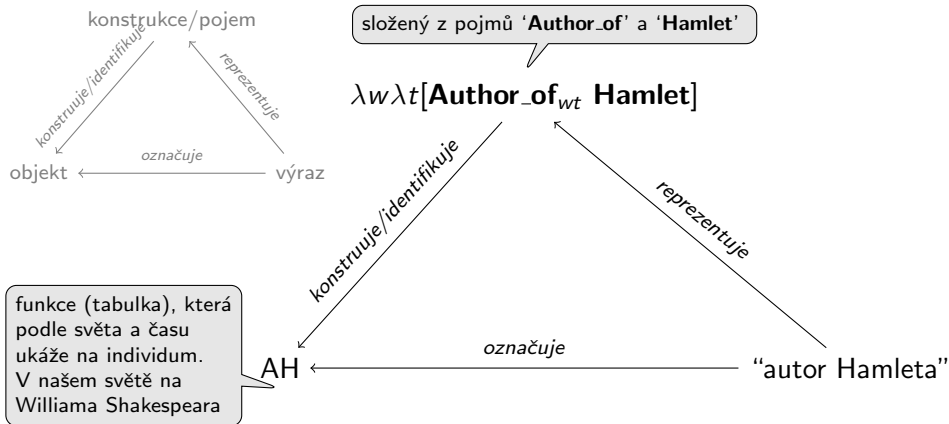 konstrukce/pojem
konstruuje/identifikuje
reprezentuje
objekt
označuje
výraz
složený z pojmů ‘Author_of’ a ‘Hamlet’
λwλt[Author_of_wt Hamlet]
konstruuje/identifikuje
reprezentuje
funkce (tabulka), která
podle světa a času
ukáže na individum.
V našem světě na
Williama Shakespeara
AH
označuje
“autor Hamleta”